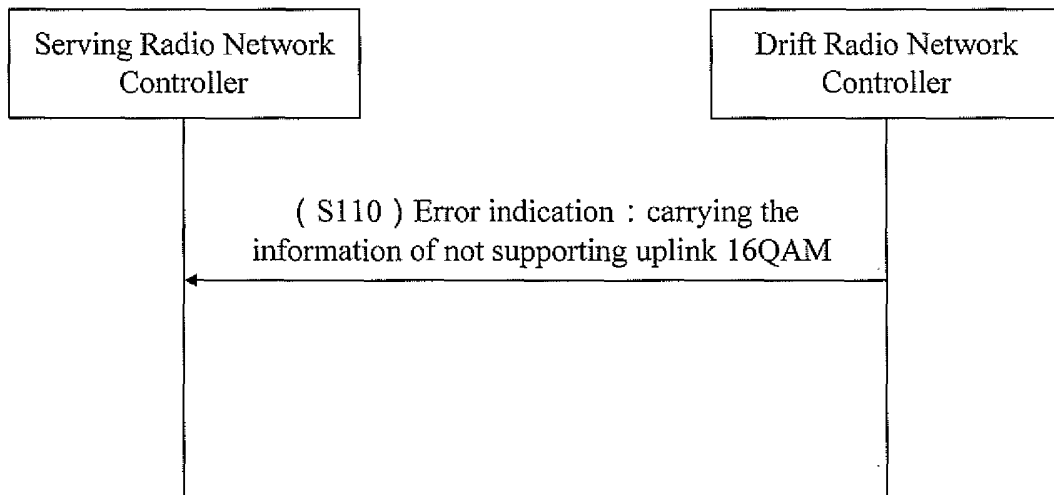 Serving Radio Network
Controller
Drift Radio Network
Controller
( S110 ) Error indication : carrying the
information of not supporting uplink 16QAM